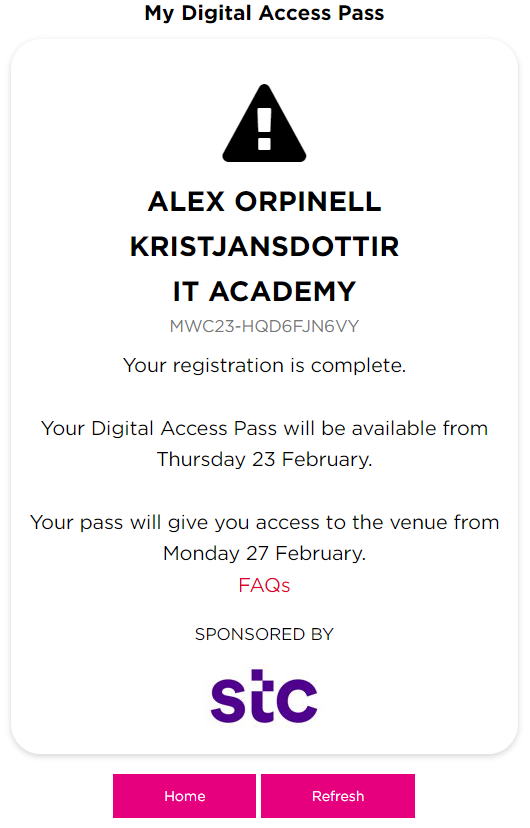 My Digital Access Pass
ALEX ORPINELL
KRISTJANSDOTTIR
IT ACADEMY
MWC23-HQD6FJN6VY
Your registration is complete.
Your Digital Access Pass will be available from
Thursday 23 February.
Your pass will give you access to the venue from
Monday 27 February.
FAQs
SPONSORED BY
stc
Home Refresh